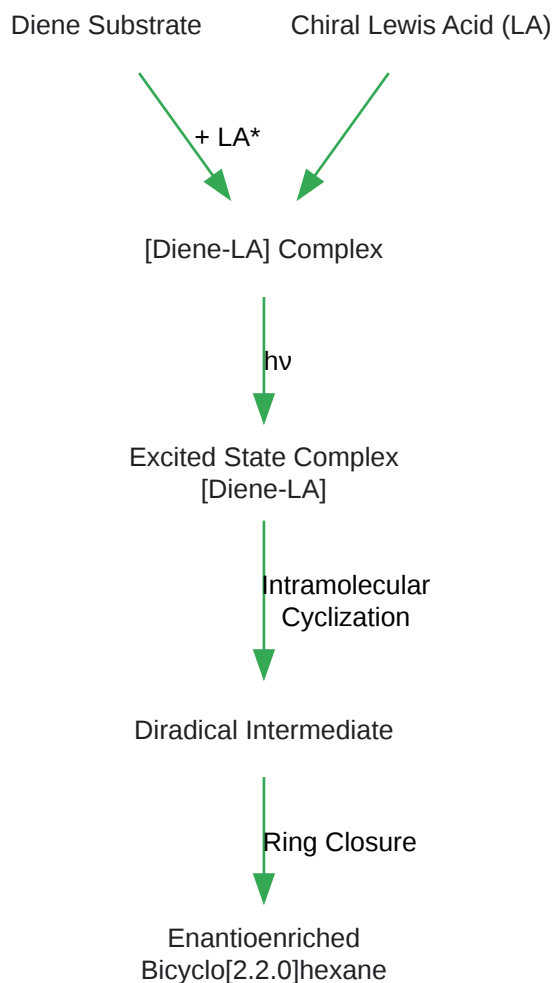 Diene Substrate
Chiral Lewis Acid (LA)
+ LA*
[Diene-LA] Complex
hν
Excited State Complex
[Diene-LA]
Intramolecular
Cyclization
Diradical Intermediate
Ring Closure
Enantioenriched
Bicyclo[2.2.0]hexane